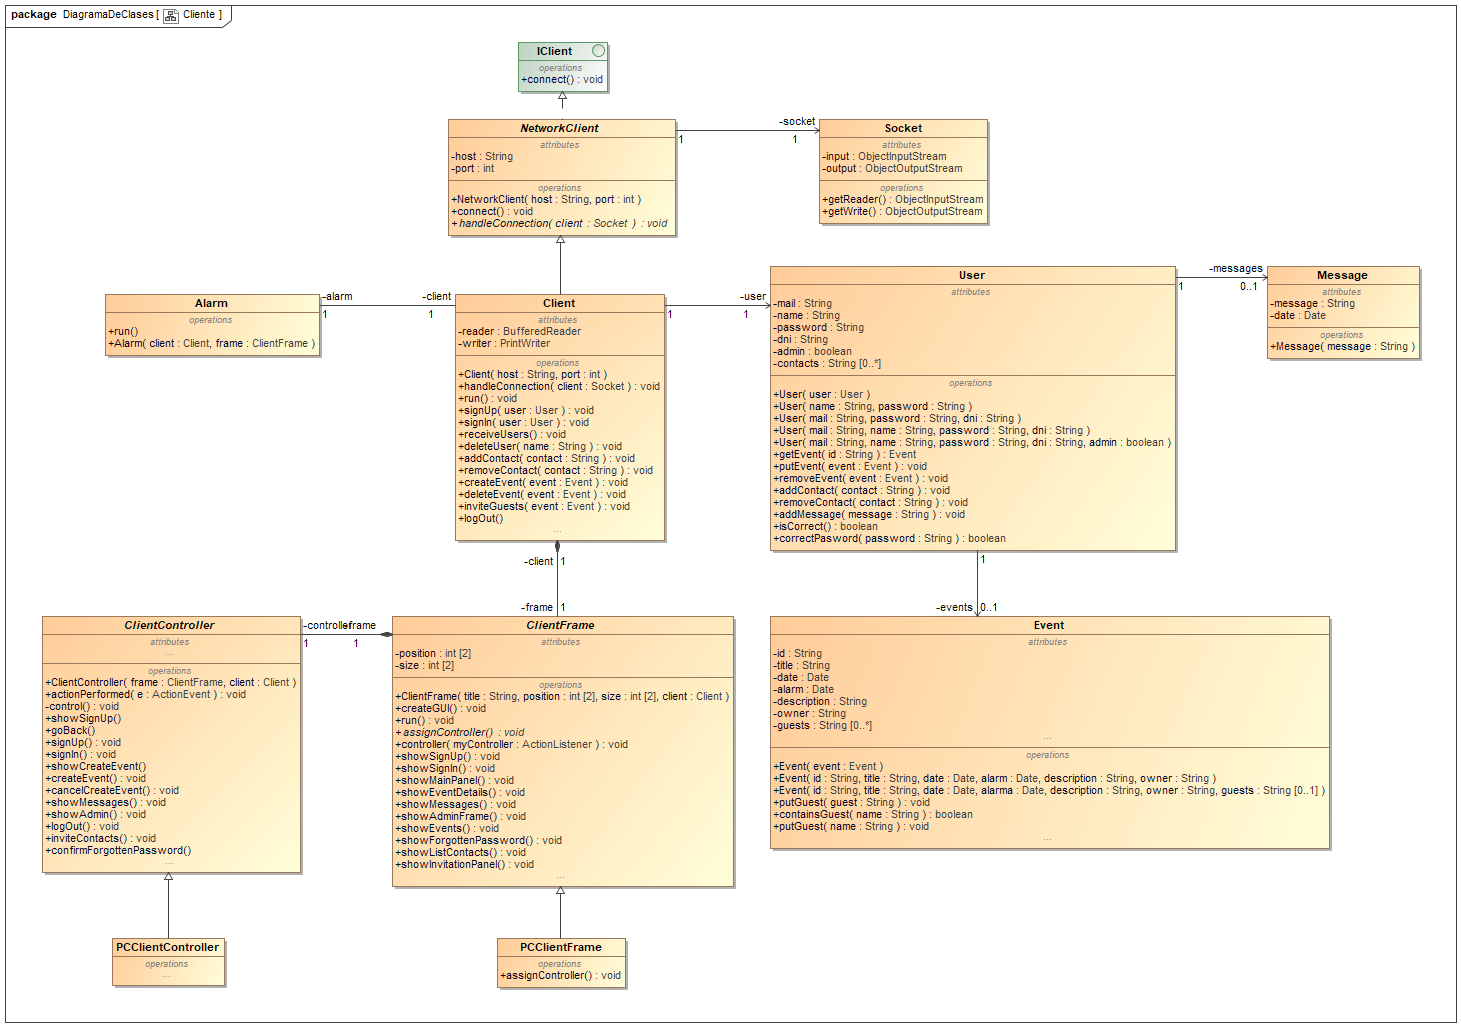 package DiagramaDeClases [ Cliente ]
IClient
operations
+connect() : void
NetworkClient
attributes
-host : String
-port : int
operations
+NetworkClient( host : String, port : int )
+connect() : void
+handleConnection( client : Socket ) : void
-socket
1
1
Socket
attributes
-input : ObjectInputStream
-output : ObjectOutputStream
operations
+getReader() : ObjectInputStream
+getWrite() : ObjectOutputStream
Alarm
operations
+run()
+Alarm( client : Client, frame : ClientFrame )
-alarm
1
-client
1
Client
attributes
-reader : BufferedReader
-writer : PrintWriter
operations
+Client( host : String, port : int )
+handleConnection( client : Socket ) : void
+run() : void
+signUp( user : User ) : void
+signIn( user : User ) : void
+receiveUsers() : void
+deleteUser( name : String ) : void
+addContact( contact : String ) : void
+removeContact( contact : String ) : void
+createEvent( event : Event ) : void
+deleteEvent( event : Event ) : void
+inviteGuests( event : Event ) : void
+logOut()
...
-user
1
1
User
attributes
-mail : String
-name : String
-password : String
-dni : String
-admin : boolean
-contacts : String [0..*]
operations
+User( user : User )
+User( name : String, password : String )
+User( mail : String, password : String, dni : String )
+User( mail : String, name : String, password : String, dni : String )
+User( mail : String, name : String, password : String, dni : String, admin : boolean )
+getEvent( id : String ) : Event
+putEvent( event : Event ) : void
+removeEvent( event : Event ) : void
+addContact( contact : String ) : void
+removeContact( contact : String ) : void
+addMessage( message : String ) : void
+isCorrect() : boolean
+correctPasword( password : String ) : boolean
-messages
1
0..1
Message
attributes
-message : String
-date : Date
operations
+Message( message : String )
-client
1
-frame
1
1
-events
0..1
ClientController
attributes
...
operations
+ClientController( frame : ClientFrame, client : Client )
+actionPerformed( e : ActionEvent ) : void
-control() : void
+showSignUp()
+goBack()
+signUp() : void
+signIn() : void
+showCreateEvent()
+createEvent() : void
+cancelCreateEvent() : void
+showMessages() : void
+showAdmin() : void
+logOut() : void
+inviteContacts() : void
+confirmForgottenPassword()
...
-controller
-frame
1
1
ClientFrame
attributes
-position : int [2]
-size : int [2]
operations
+ClientFrame( title : String, position : int [2], size : int [2], client : Client )
+createGUI() : void
+run() : void
+assignController() : void
+controller( myController : ActionListener ) : void
+showSignUp() : void
+showSignIn() : void
+showMainPanel() : void
+showEventDetails() : void
+showMessages() : void
+showAdminFrame() : void
+showEvents() : void
+showForgottenPassword() : void
+showListContacts() : void
+showInvitationPanel() : void
...
Event
attributes
-id : String
-title : String
-date : Date
-alarm : Date
-description : String
-owner : String
-guests : String [0..*]
...
operations
+Event( event : Event )
+Event( id : String, title : String, date : Date, alarm : Date, description : String, owner : String )
+Event( id : String, title : String, date : Date, alarma : Date, description : String, owner : String, guests : String [0..1] )
+putGuest( guest : String ) : void
+containsGuest( name : String ) : boolean
+putGuest( name : String ) : void
...
PCClientController
operations
...
PCClientFrame
operations
+assignController() : void